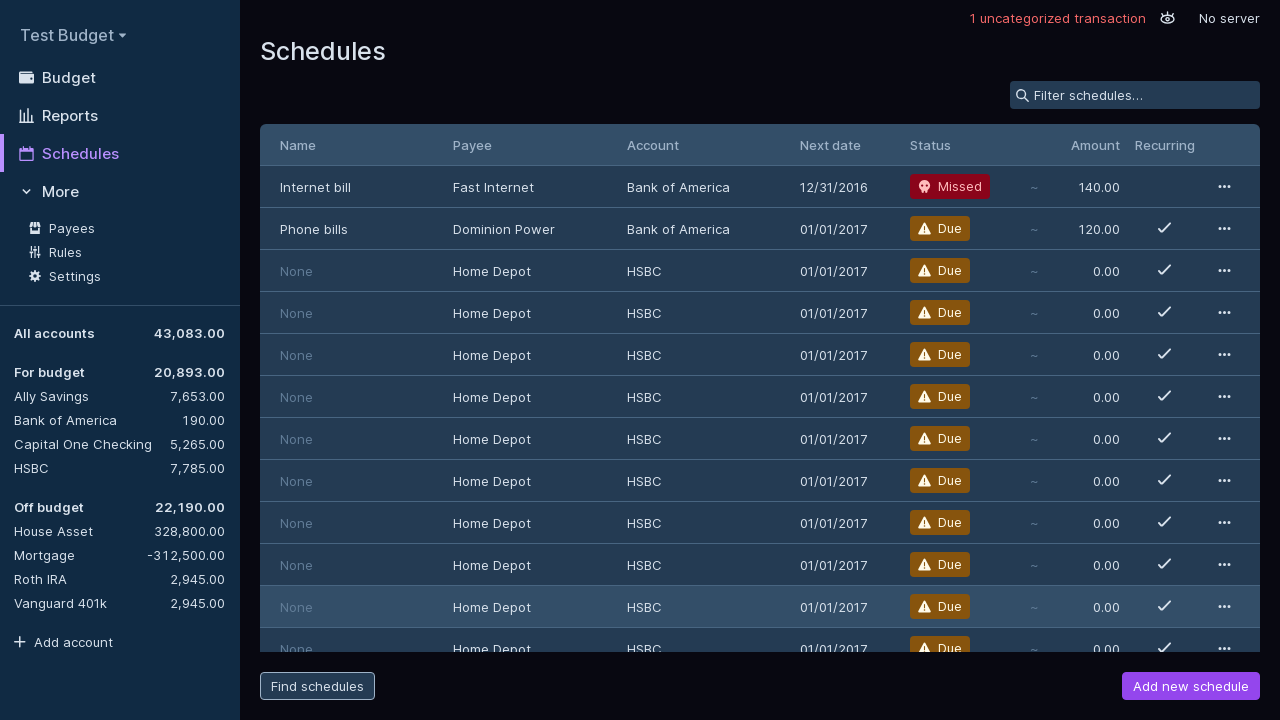 Test Budget
Budget
Reports
Schedules
More
Payees
Rules
Settings
All accounts 43,083.00
For budget 20,893.00
Ally Savings 7,653.00
Bank of America 190.00
Capital One Checking 5,265.00
HSBC 7,785.00
Off budget 22,190.00
House Asset 328,800.00
Mortgage -312,500.00
Roth IRA 2,945.00
Vanguard 401k 2,945.00
Add account
1 uncategorized transaction No server
Schedules
Filter schedules…
Name Payee Account Next date Status Amount Recurring
Internet bill Fast Internet Bank of America 12/31/2016 Missed ~ 140.00
Phone bills Dominion Power Bank of America 01/01/2017 Due ~ 120.00
None Home Depot HSBC 01/01/2017 Due ~ 0.00
None Home Depot HSBC 01/01/2017 Due ~ 0.00
None Home Depot HSBC 01/01/2017 Due ~ 0.00
None Home Depot HSBC 01/01/2017 Due ~ 0.00
None Home Depot HSBC 01/01/2017 Due ~ 0.00
None Home Depot HSBC 01/01/2017 Due ~ 0.00
None Home Depot HSBC 01/01/2017 Due ~ 0.00
None Home Depot HSBC 01/01/2017 Due ~ 0.00
None Home Depot HSBC 01/01/2017 Due ~ 0.00
None Home Depot HSBC 01/01/2017 Due ~ 0.00
Find schedules
Add new schedule